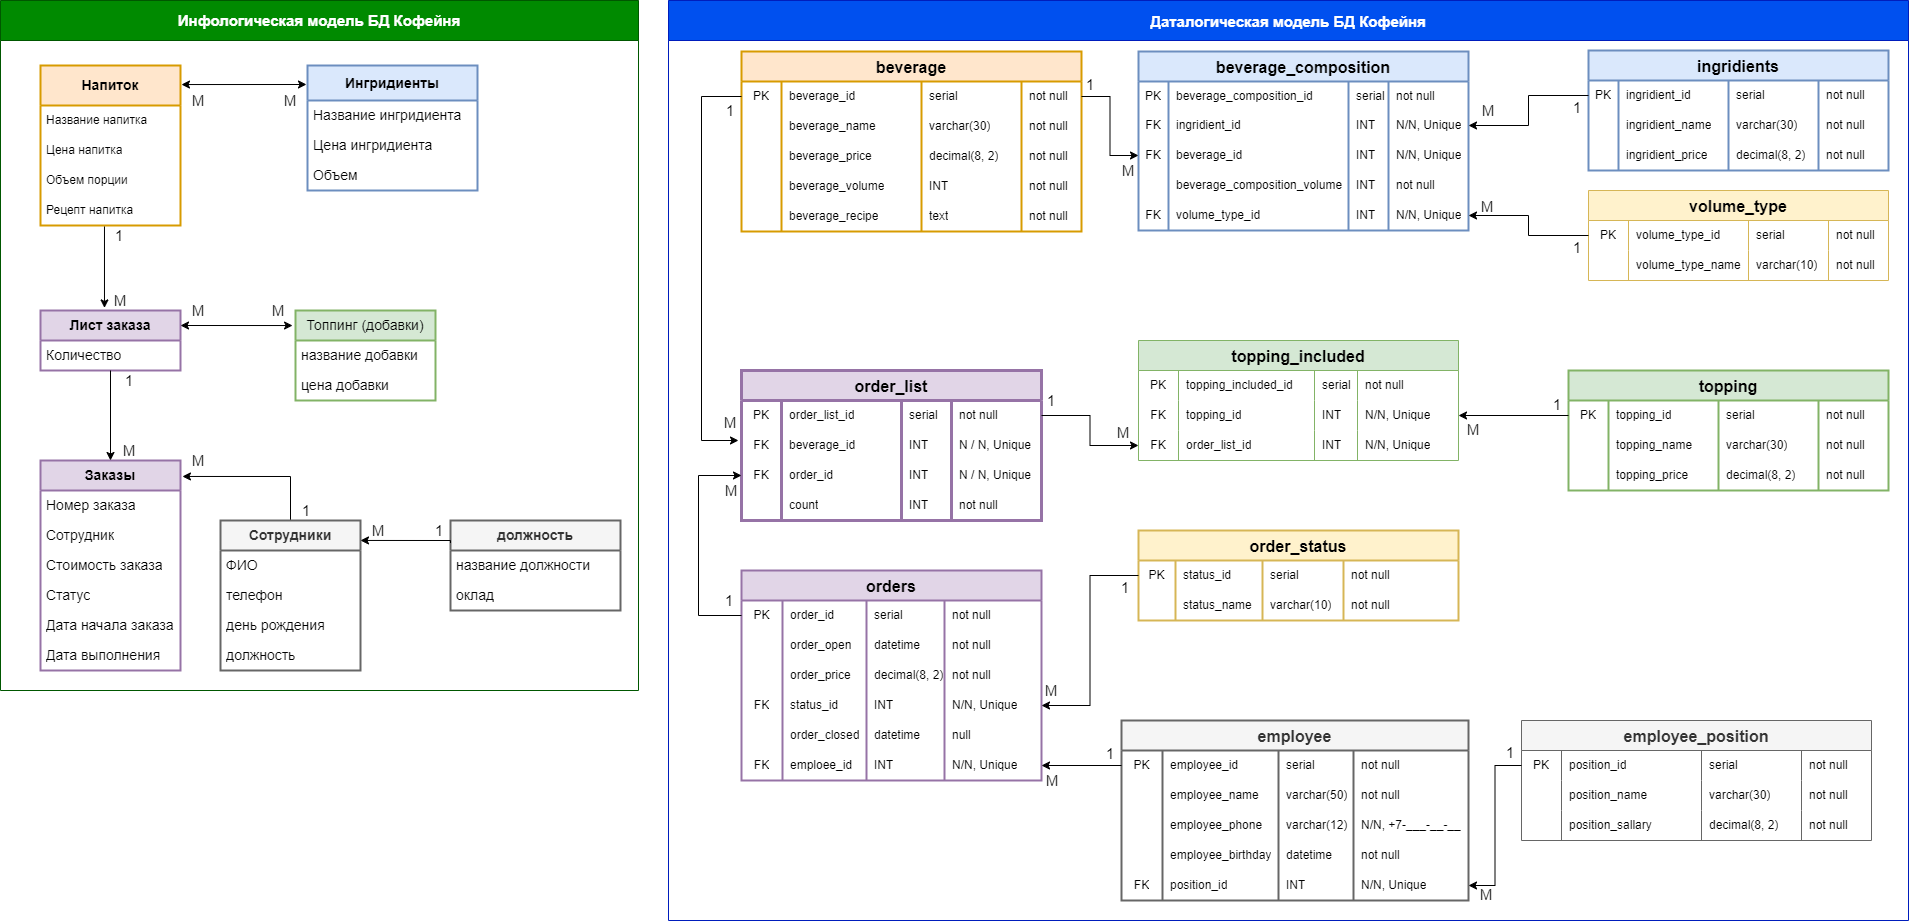 Инфологическая модель БД Кофейня
Напиток
Название напитка
Цена напитка
Объем порции
Рецепт напитка
M
M
Ингридиенты
Название ингридиента
Цена ингридиента
Объем
1
M
Лист заказа
Количество
M
M
Топпинг (добавки)
название добавки
цена добавки
1
M
Заказы
Номер заказа
Сотрудник
Стоимость заказа
Статус
Дата начала заказа
Дата выполнения
M
1
Сотрудники
ФИО
телефон
день рождения
должность
M
1
должность
название должности
оклад
Даталогическая модель БД Кофейня
beverage
PK beverage_id serial not null
beverage_name varchar(30) not null
beverage_price decimal(8, 2) not null
beverage_volume INT not null
beverage_recipe text not null
1
1
M
beverage_composition
PK beverage_composition_id serial not null
FK ingridient_id INT N/N, Unique
FK beverage_id INT N/N, Unique
beverage_composition_volume INT not null
FK volume_type_id INT N/N, Unique
M
1
M
1
ingridients
PK ingridient_id serial not null
ingridient_name varchar(30) not null
ingridient_price decimal(8, 2) not null
volume_type
PK volume_type_id serial not null
volume_type_name varchar(10) not null
order_list
PK order_list_id serial not null
FK beverage_id INT N / N, Unique
FK order_id INT N / N, Unique
count INT not null
M
M
1
M
topping_included
PK topping_included_id serial not null
FK topping_id INT N/N, Unique
FK order_list_id INT N/N, Unique
M
1
topping
PK topping_id serial not null
topping_name varchar(30) not null
topping_price decimal(8, 2) not null
order_status
PK status_id serial not null
status_name varchar(10) not null
1
1
orders
PK order_id serial not null
order_open datetime not null
order_price decimal(8, 2) not null
FK status_id INT N/N, Unique
order_closed datetime null
FK emploee_id INT N/N, Unique
M
M
1
employee
PK employee_id serial not null
employee_name varchar(50) not null
employee_phone varchar(12) N/N, +7-___-__-__
employee_birthday datetime not null
FK position_id INT N/N, Unique
1
M
employee_position
PK position_id serial not null
position_name varchar(30) not null
position_sallary decimal(8, 2) not null